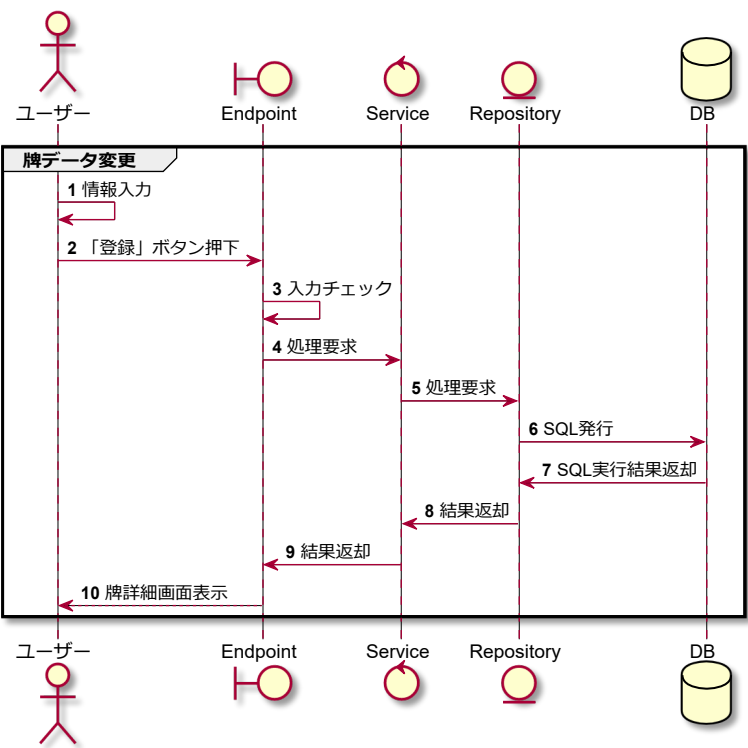 ユーザー Endpoint Service Repository DB
牌データ変更
1 情報入力
2 「登録」ボタン押下
3 入力チェック
4 処理要求
5 処理要求
6 SQL発行
7 SQL実行結果返却
8 結果返却
9 結果返却
10 牌詳細画面表示
ユーザー Endpoint Service Repository DB